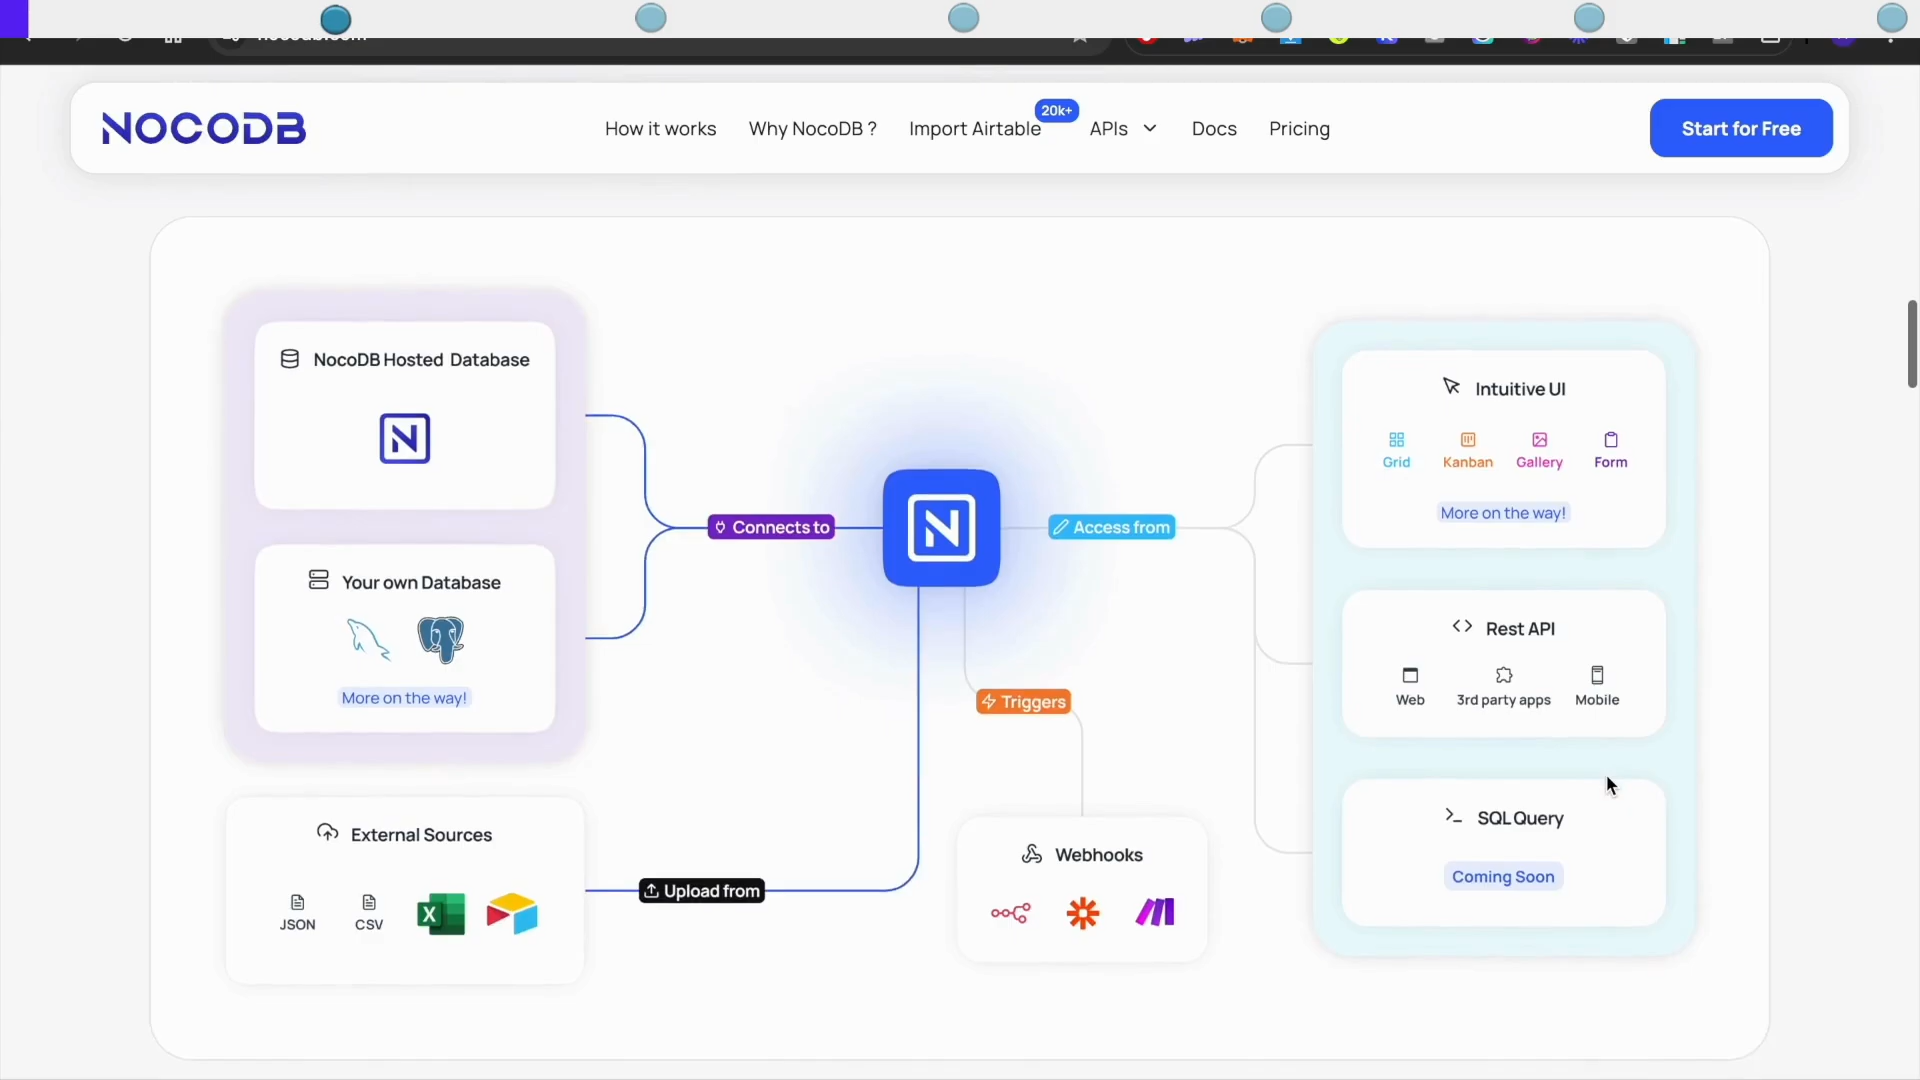 NOCODB
How it works
Why NocoDB ?
Import Airtable
20k+
APIs
Docs
Pricing
Start for Free
NocoDB Hosted Database
Your own Database
More on the way!
External Sources
JSON
CSV
Connects to
Upload from
Access from
Triggers
Webhooks
Intuitive UI
Grid
Kanban
Gallery
Form
More on the way!
Rest API
Web
3rd party apps
Mobile
SQL Query
Coming Soon